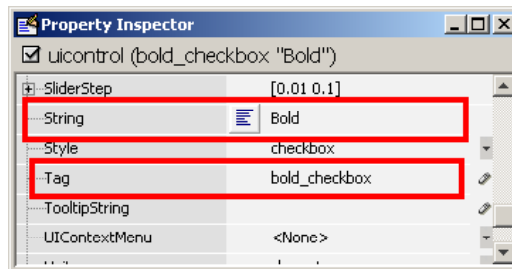 Property Inspector
uicontrol (bold_checkbox "Bold")
SliderStep [0.01 0.1]
String Bold
Style checkbox
Tag bold_checkbox
TooltipString
UIContextMenu <None>